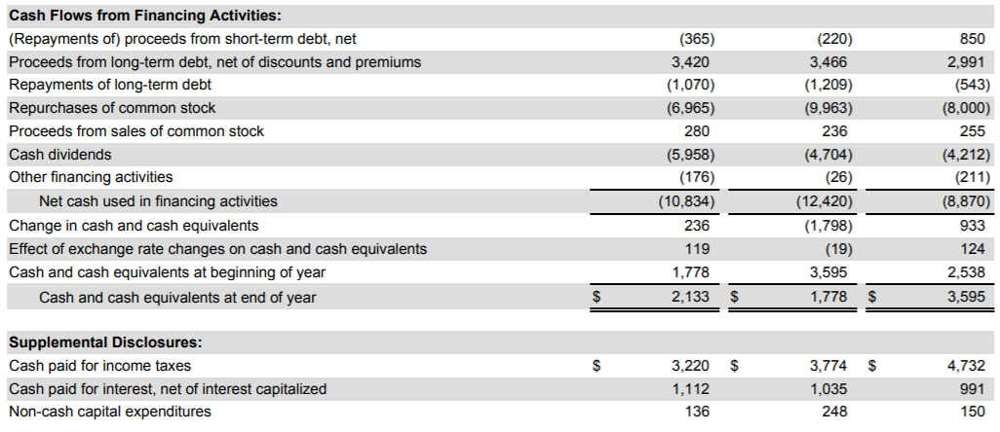 Cash Flows from Financing Activities:
(Repayments of) proceeds from short-term debt, net (365) (220) 850
Proceeds from long-term debt, net of discounts and premiums 3,420 3,466 2,991
Repayments of long-term debt (1,070) (1,209) (543)
Repurchases of common stock (6,965) (9,963) (8,000)
Proceeds from sales of common stock 280 236 255
Cash dividends (5,958) (4,704) (4,212)
Other financing activities (176) (26) (211)
Net cash used in financing activities (10,834) (12,420) (8,870)
Change in cash and cash equivalents 236 (1,798) 933
Effect of exchange rate changes on cash and cash equivalents 119 (19) 124
Cash and cash equivalents at beginning of year 1,778 3,595 2,538
Cash and cash equivalents at end of year $ 2,133 $ 1,778 $ 3,595
Supplemental Disclosures:
Cash paid for income taxes $ 3,220 $ 3,774 $ 4,732
Cash paid for interest, net of interest capitalized 1,112 1,035 991
Non-cash capital expenditures 136 248 150